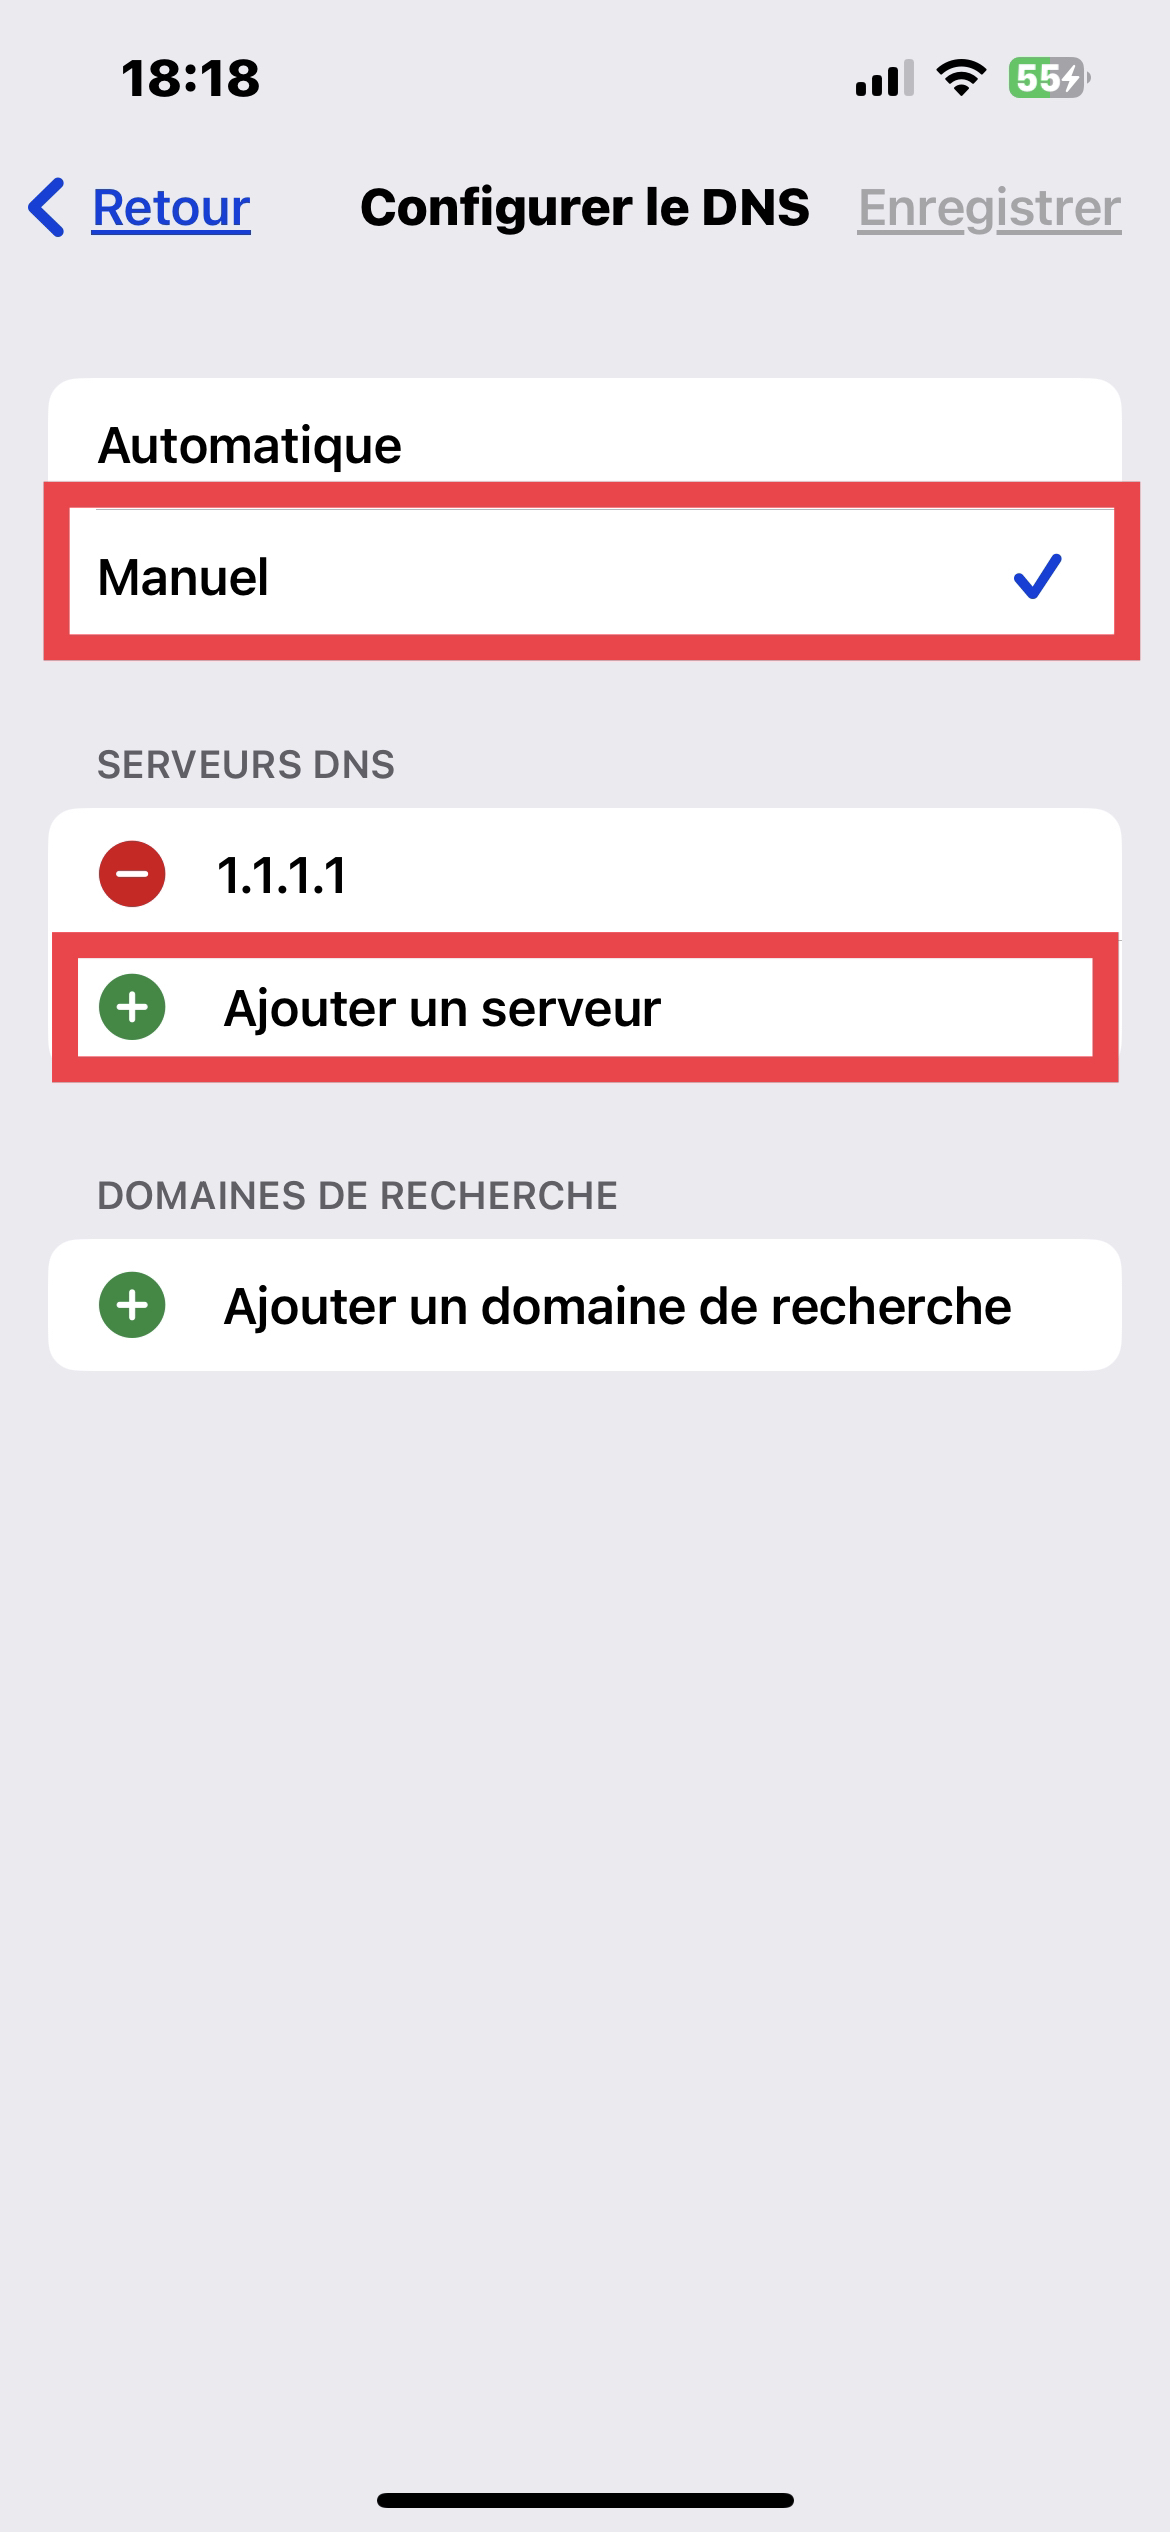 18:18
55
Retour
Configurer le DNS
Enregistrer
Automatique
Manuel
SERVEURS DNS
1.1.1.1
Ajouter un serveur
DOMAINES DE RECHERCHE
Ajouter un domaine de recherche